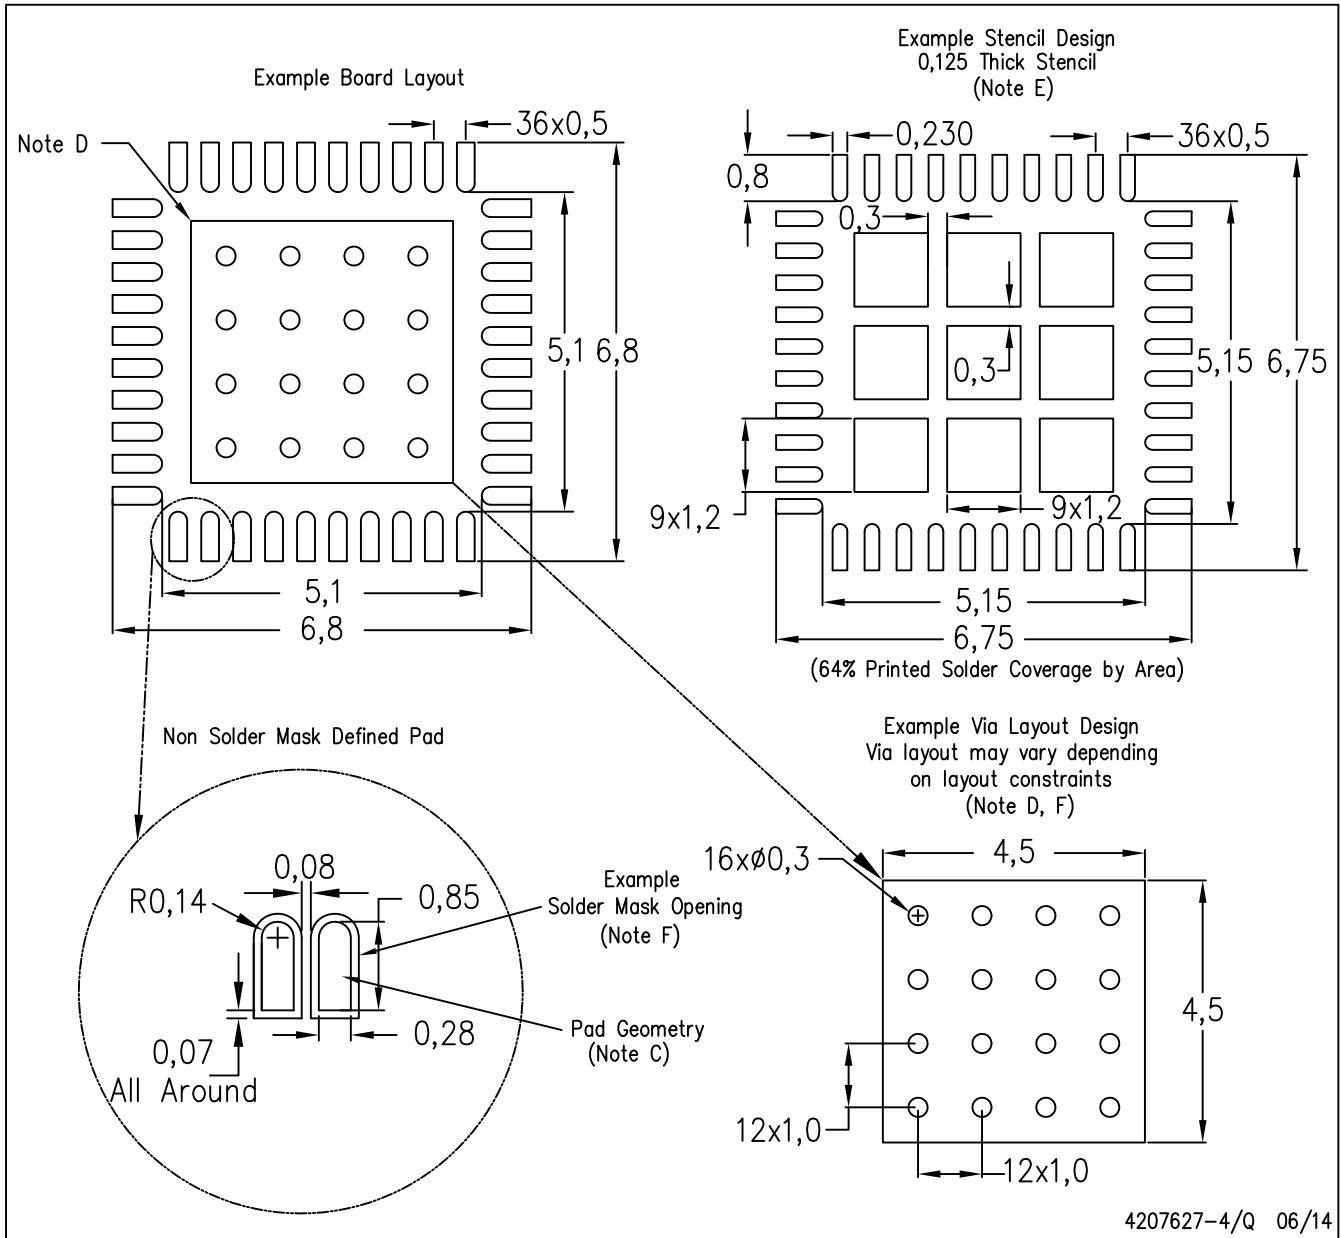 Example Board Layout
Note D
36x0,5
5,1
6,8
5,1
6,8
Example Stencil Design
0,125 Thick Stencil
(Note E)
0,230
36x0,5
0,8
0,3
0,3
5,15
6,75
9x1,2
9x1,2
5,15
6,75
(64% Printed Solder Coverage by Area)
Non Solder Mask Defined Pad
0,08
R0,14
0,85
Example
Solder Mask Opening
(Note F)
0,28
Pad Geometry
(Note C)
0,07
All Around
Example Via Layout Design
Via layout may vary depending
on layout constraints
(Note D, F)
16xø0,3
4,5
4,5
12x1,0
12x1,0
4207627-4/Q 06/14